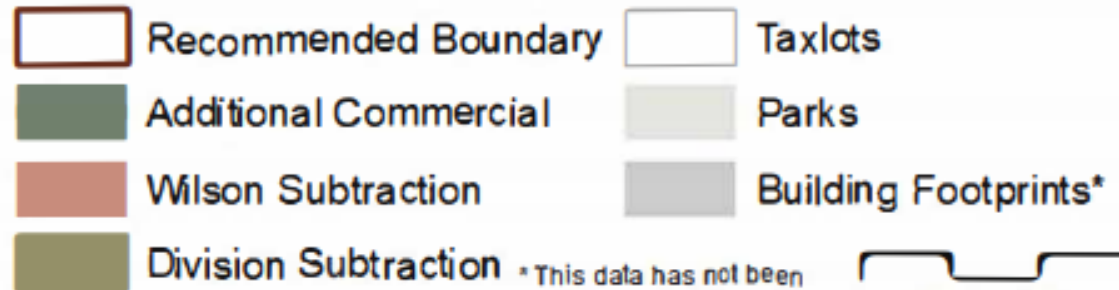 Recommended Boundary
Additional Commercial
Wilson Subtraction
Division Subtraction
Taxlots
Parks
Building Footprints*
*This data has not been